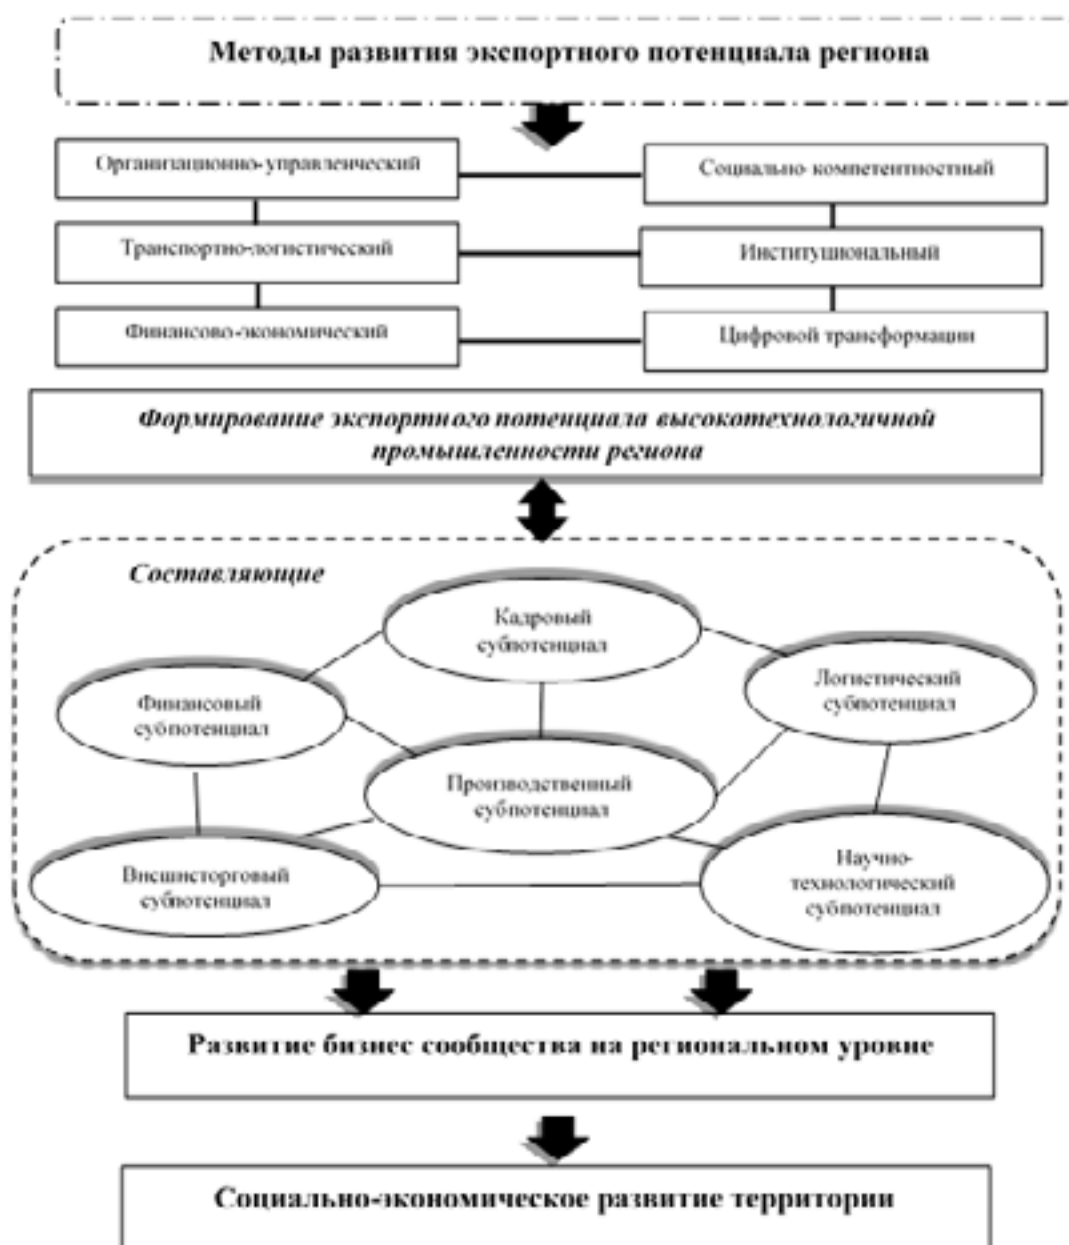 Методы развития экспортного потенциала региона
Организационно-управленческий
Социально- компетентностный
Транспортно-логистический
Институциональный
Финансово-экономический
Цифровой трансформации
Формирование экспортного потенциала высокотехнологичной
промышленности региона
Составляющие
Кадровый
субпотенциал
Логистический
субпотенциал
Финансовый
субпотенциал
Производственный
субпотенциал
Внешнеторговый
субпотенциал
Научно-
технологический
субпотенциал
Развитие бизнес сообщества на региональном уровне
Социально-экономическое развитие территории